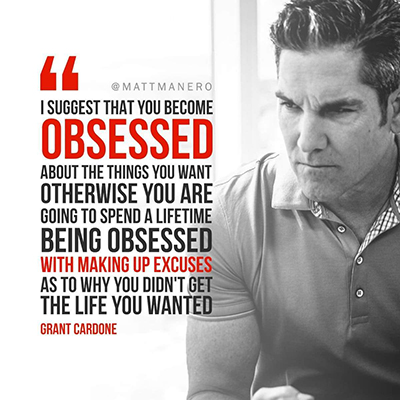 @MATTMANERO
I SUGGEST THAT YOU BECOME
OBSESSED
ABOUT THE THINGS YOU WANT
OTHERWISE YOU ARE
GOING TO SPEND A LIFETIME
BEING OBSESSED
WITH MAKING UP EXCUSES
AS TO WHY YOU DIDN'T GET
THE LIFE YOU WANTED
GRANT CARDONE